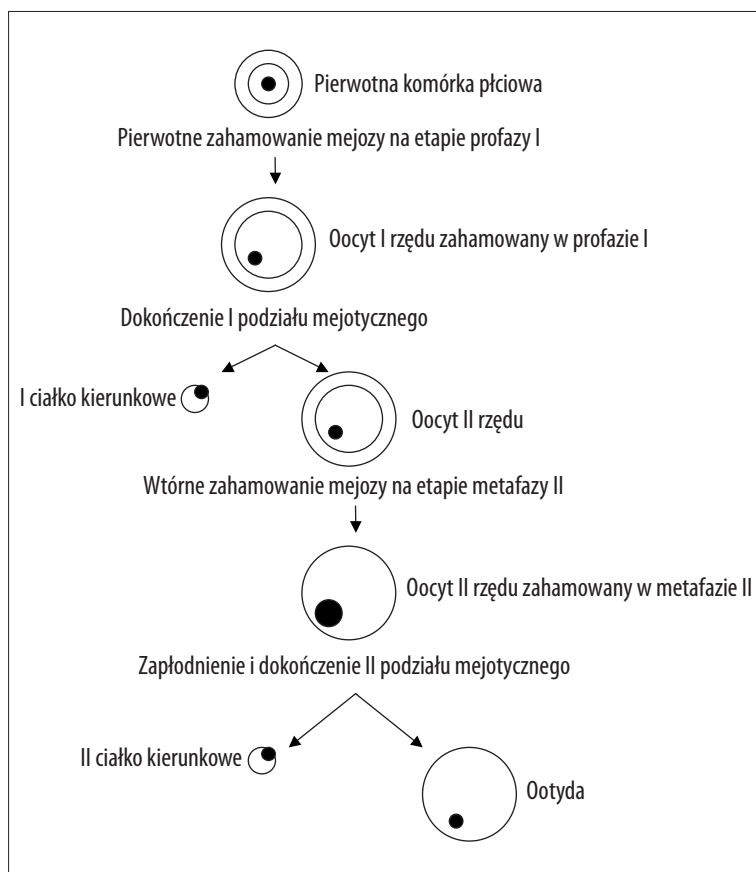 Pierwotna komórka płciowa
Pierwotne zahamowanie mejozy na etapie profazy I
Oocyt I rzędu zahamowany w profazie I
Dokończenie I podziału mejotycznego
I ciałko kierunkowe
Oocyt II rzędu
Wtórne zahamowanie mejozy na etapie metafazy II
Oocyt II rzędu zahamowany w metafazie II
Zapłodnienie i dokończenie II podziału mejotycznego
II ciałko kierunkowe
Ootyda